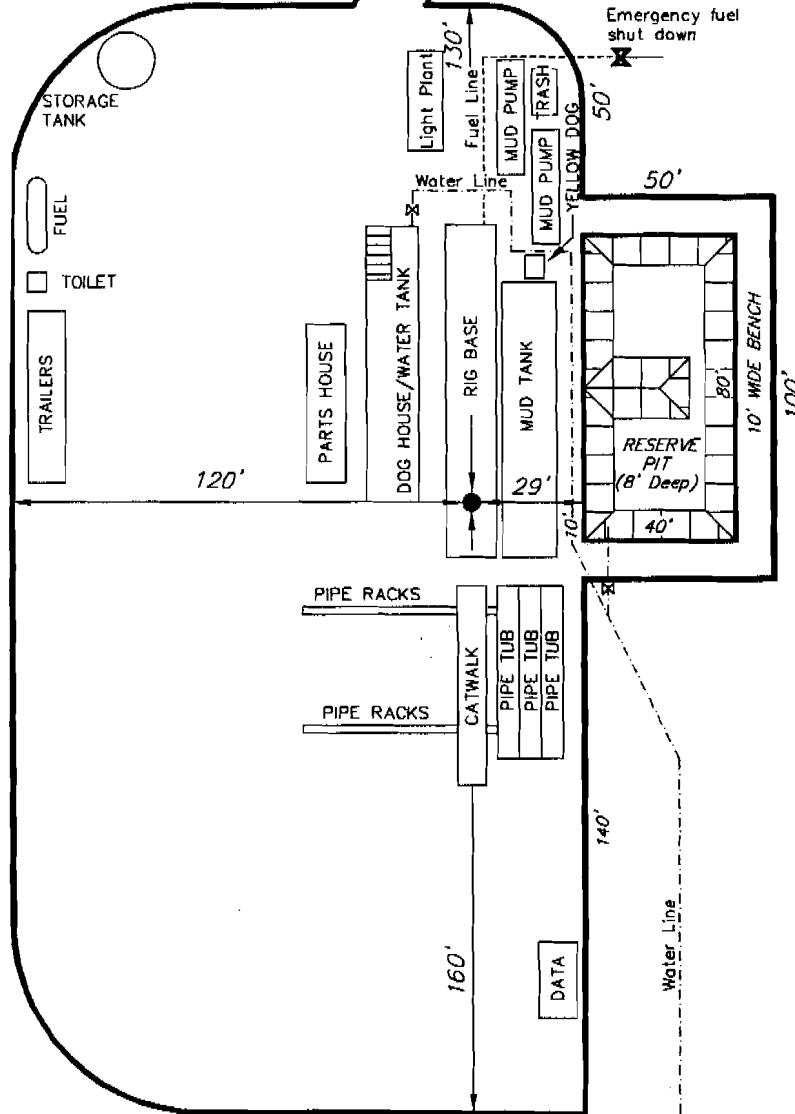 Emergency fuel
shut down
130'
Fuel Line
Light Plant
MUD PUMP
TRASH
50'
STORAGE
TANK
MUD PUMP
YELLOW DOG
Water Line
50'
FUEL
TOILET
TRAILERS
PARTS HOUSE
DOG HOUSE/WATER TANK
RIG BASE
MUD TANK
80'
10' WIDE BENCH
100'
RESERVE
PIT
(8' Deep)
120'
29'
10'
40'
PIPE RACKS
CATWALK
PIPE TUB
PIPE TUB
PIPE TUB
PIPE RACKS
140'
160'
DATA
Water Line